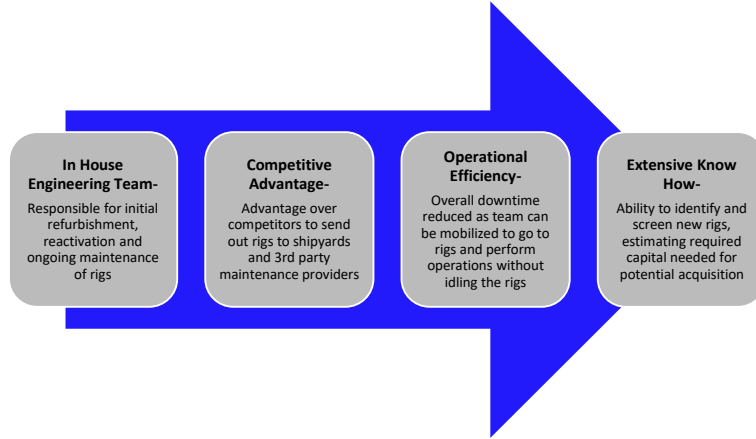 In House
Engineering Team-
Responsible for initial
refurbishment,
reactivation and
ongoing maintenance
of rigs
Competitive
Advantage-
Advantage over
competitors to send
out rigs to shipyards
and 3rd party
maintenance providers
Operational
Efficiency-
Overall downtime
reduced as team can
be mobilized to go to
rigs and perform
operations without
idling the rigs
Extensive Know
How-
Ability to identify and
screen new rigs,
estimating required
capital needed for
potential acquisition